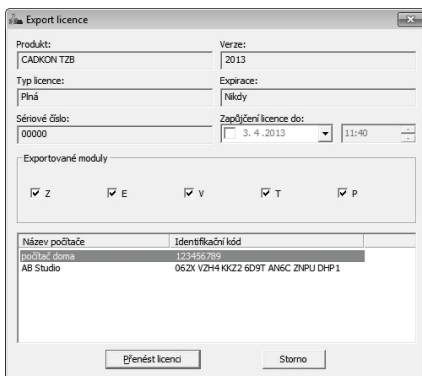 Export licence
Produkt: Verze:
CADKON TZB 2013
Typ licence: Expirace:
Plná Nikdy
Sériové číslo: Zapůjčení licence do:
00000 3. 4 .2013 11:40
Exportované moduly
Z E V T P
Název počítače Identifikační kód
počítač doma 123456789
AB Studio 062X VZH4 KKZ2 6D9T AN6C ZNPU DHP1
Přenést licenci Storno